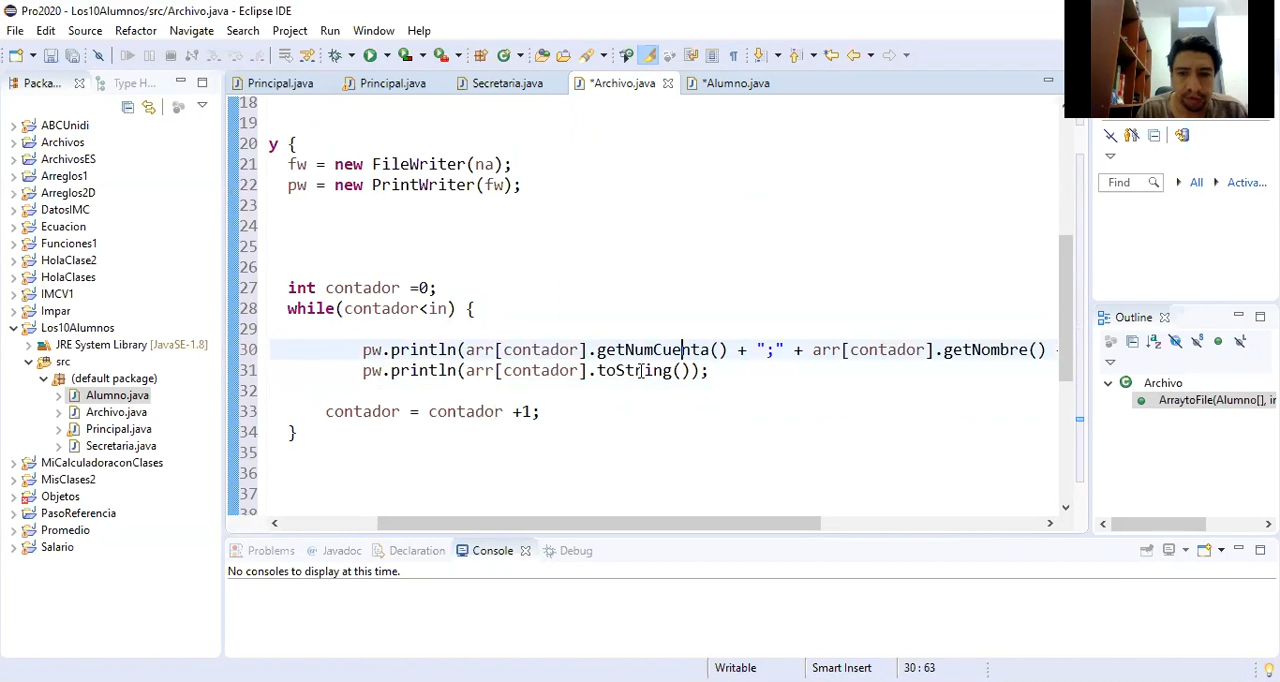 Pro2020 - Los10Alumnos/src/Archivo.java - Eclipse IDE
File Edit Source Refactor Navigate Search Project Run Window Help
Packa... Type H...
Principal.java Principal.java Secretaria.java *Archivo.java *Alumno.java
ABCUnidi
Archivos
ArchivosES
Arreglos1
Arreglos2D
DatosIMC
Ecuacion
Funciones1
HolaClase2
HolaClases
IMCV1
Impar
Los10Alumnos
JRE System Library [JavaSE-1.8]
src
(default package)
Alumno.java
Archivo.java
Principal.java
Secretaria.java
MiCalculadoraconClases
MisClases2
Objetos
PasoReferencia
Promedio
Salario
18
19
20 y {
21 fw = new FileWriter(na);
22 pw = new PrintWriter(fw);
23
24
25
26
27 int contador =0;
28 while(contador<in) {
29
30 pw.println(arr[contador].getNumCuenta() + ";" + arr[contador].getNombre() +
31 pw.println(arr[contador].toString());
32
33 contador = contador +1;
34 }
35
36
37
38
Find All Activa...
Outline
Archivo
ArraytoFile(Alumno[], in
Problems Javadoc Declaration Console Debug
No consoles to display at this time.
Writable Smart Insert 30 : 63